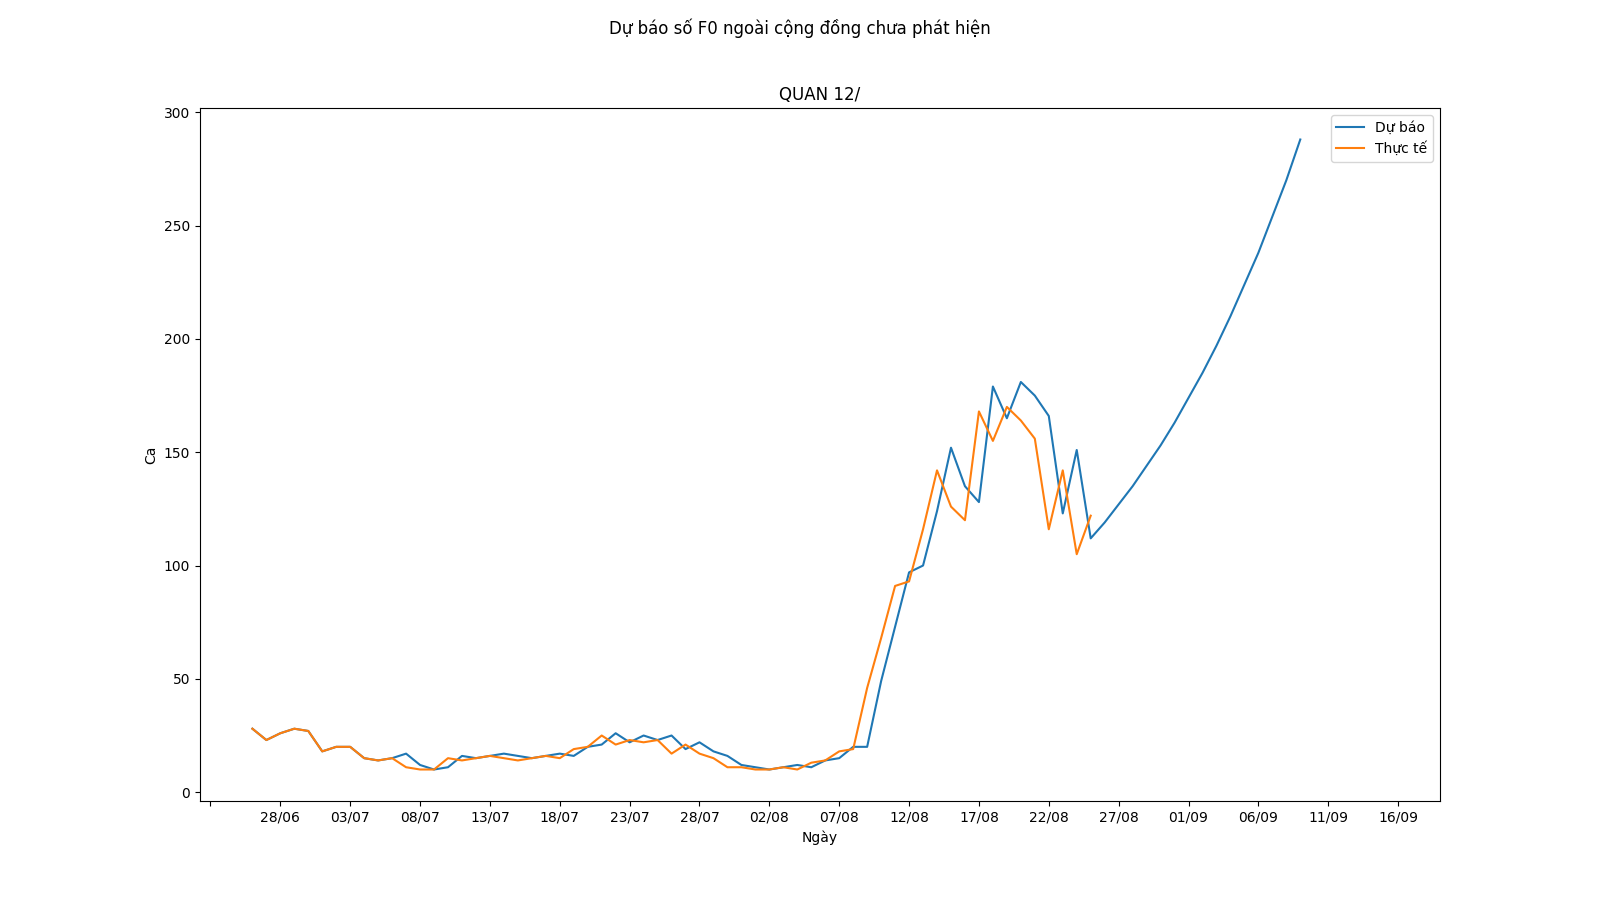 Dự báo số F0 ngoài cộng đồng chưa phát hiện
QUAN 12/
300
250
200
150
100
50
0
Ca
Dự báo
Thực tế
28/06 03/07 08/07 13/07 18/07 23/07 28/07 02/08 07/08 12/08 17/08 22/08 27/08 01/09 06/09 11/09 16/09
Ngày